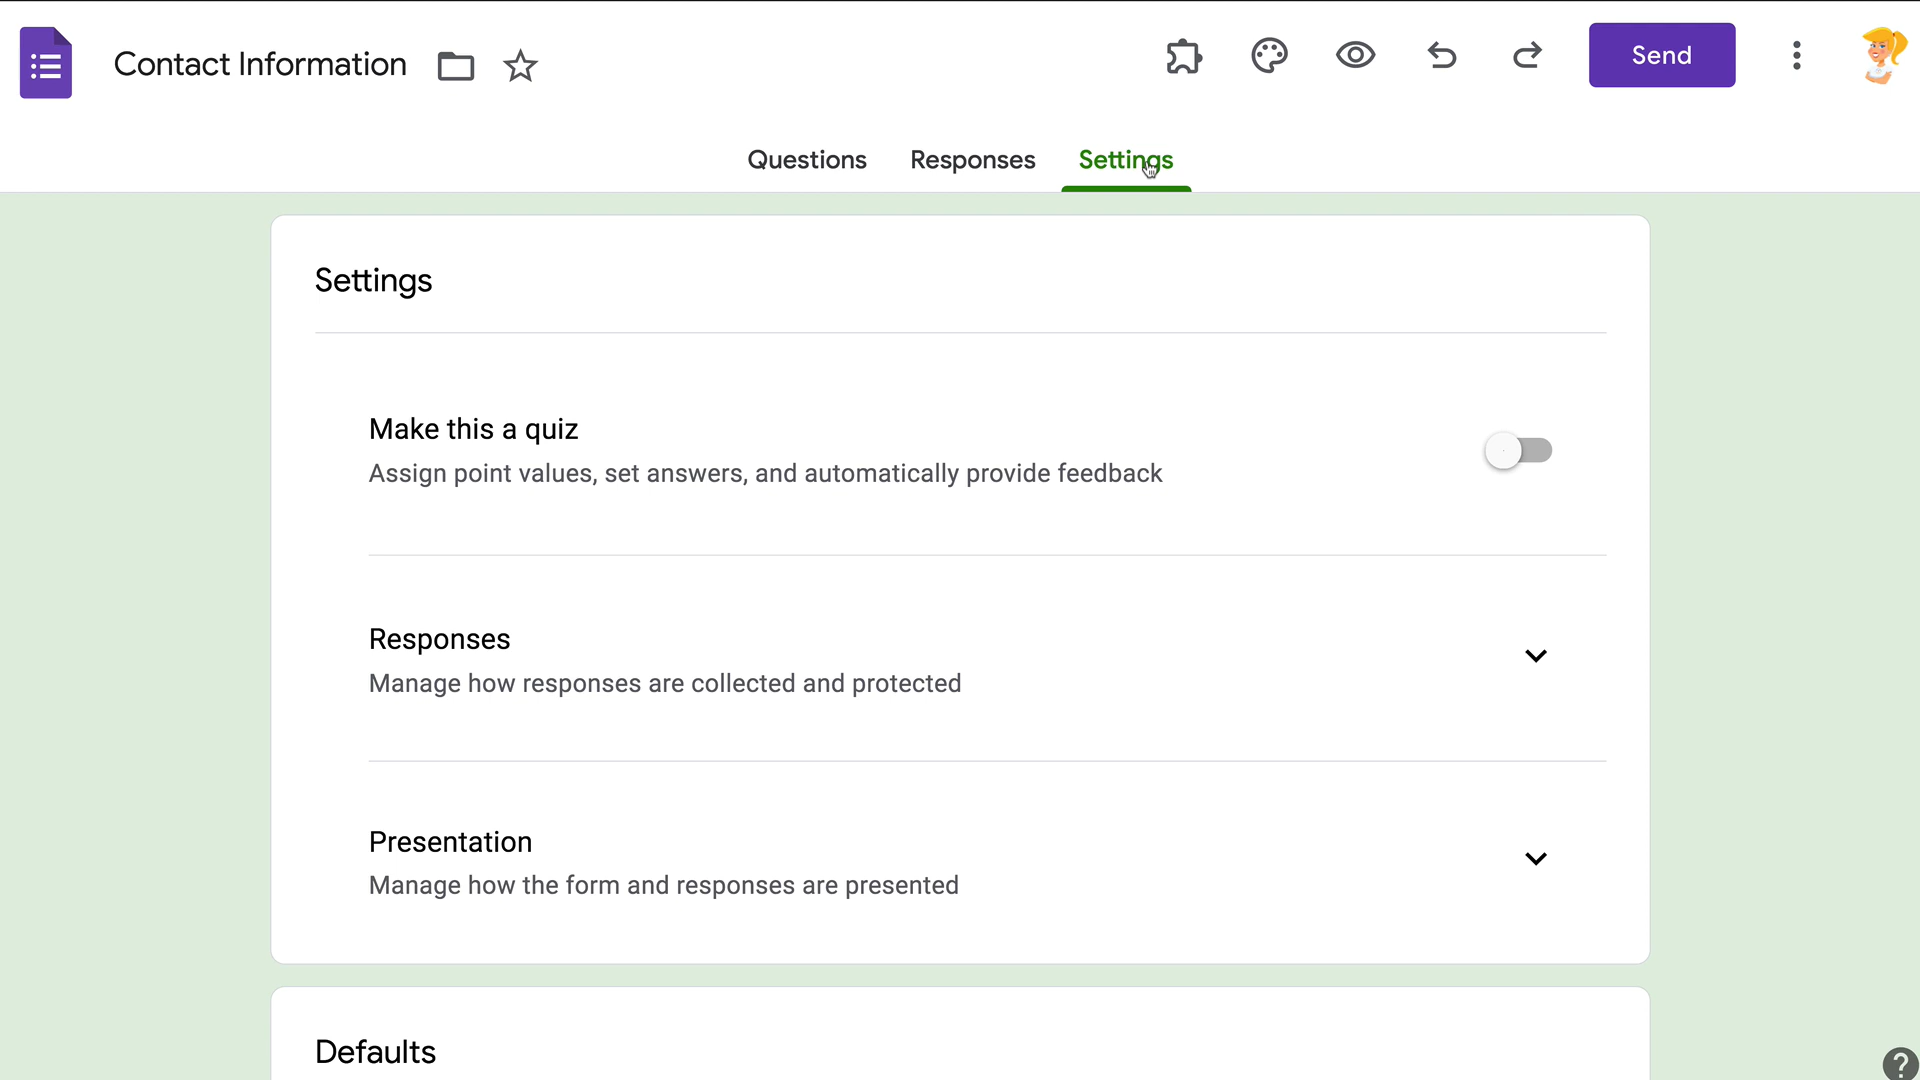 Contact Information
Send
Questions
Responses
Settings
Settings
Make this a quiz
Assign point values, set answers, and automatically provide feedback
Responses
Manage how responses are collected and protected
Presentation
Manage how the form and responses are presented
Defaults
?